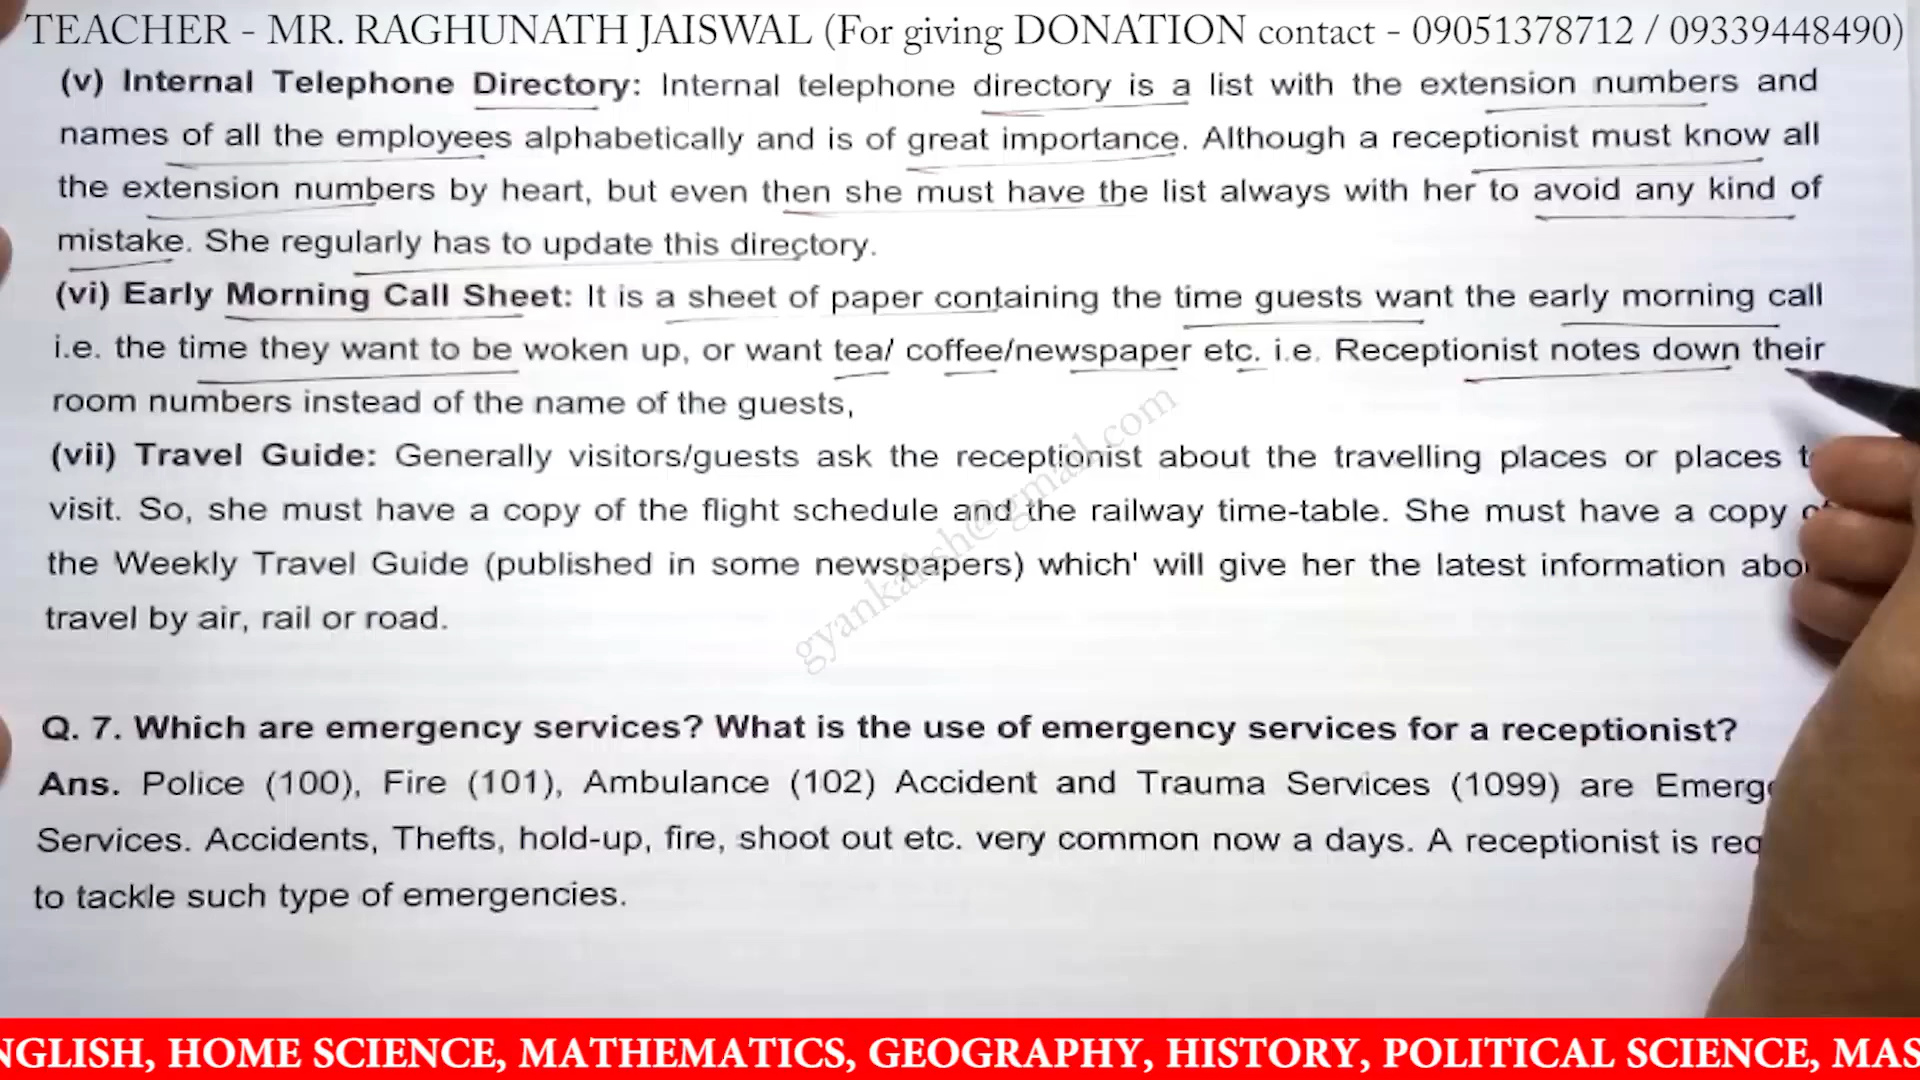 TEACHER - MR. RAGHUNATH JAISWAL (For giving DONATION contact - 09051378712 / 09339448490)
(v) Internal Telephone Directory: Internal telephone directory is a list with the extension numbers and
names of all the employees alphabetically and is of great importance. Although a receptionist must know all
the extension numbers by heart, but even then she must have the list always with her to avoid any kind of
mistake. She regularly has to update this directory.
(vi) Early Morning Call Sheet: It is a sheet of paper containing the time guests want the early morning call
i.e. the time they want to be woken up, or want tea/ coffee/newspaper etc. i.e. Receptionist notes down their
room numbers instead of the name of the guests,
(vii) Travel Guide: Generally visitors/guests ask the receptionist about the travelling places or places t
visit. So, she must have a copy of the flight schedule and the railway time-table. She must have a copy of
the Weekly Travel Guide (published in some newspapers) which' will give her the latest information abo
travel by air, rail or road.
gyankaksh@gmail.com
Q. 7. Which are emergency services? What is the use of emergency services for a receptionist?
Ans. Police (100), Fire (101), Ambulance (102) Accident and Trauma Services (1099) are Emerge
Services. Accidents, Thefts, hold-up, fire, shoot out etc. very common now a days. A receptionist is req
to tackle such type of emergencies.
NGLISH, HOME SCIENCE, MATHEMATICS, GEOGRAPHY, HISTORY, POLITICAL SCIENCE, MAS